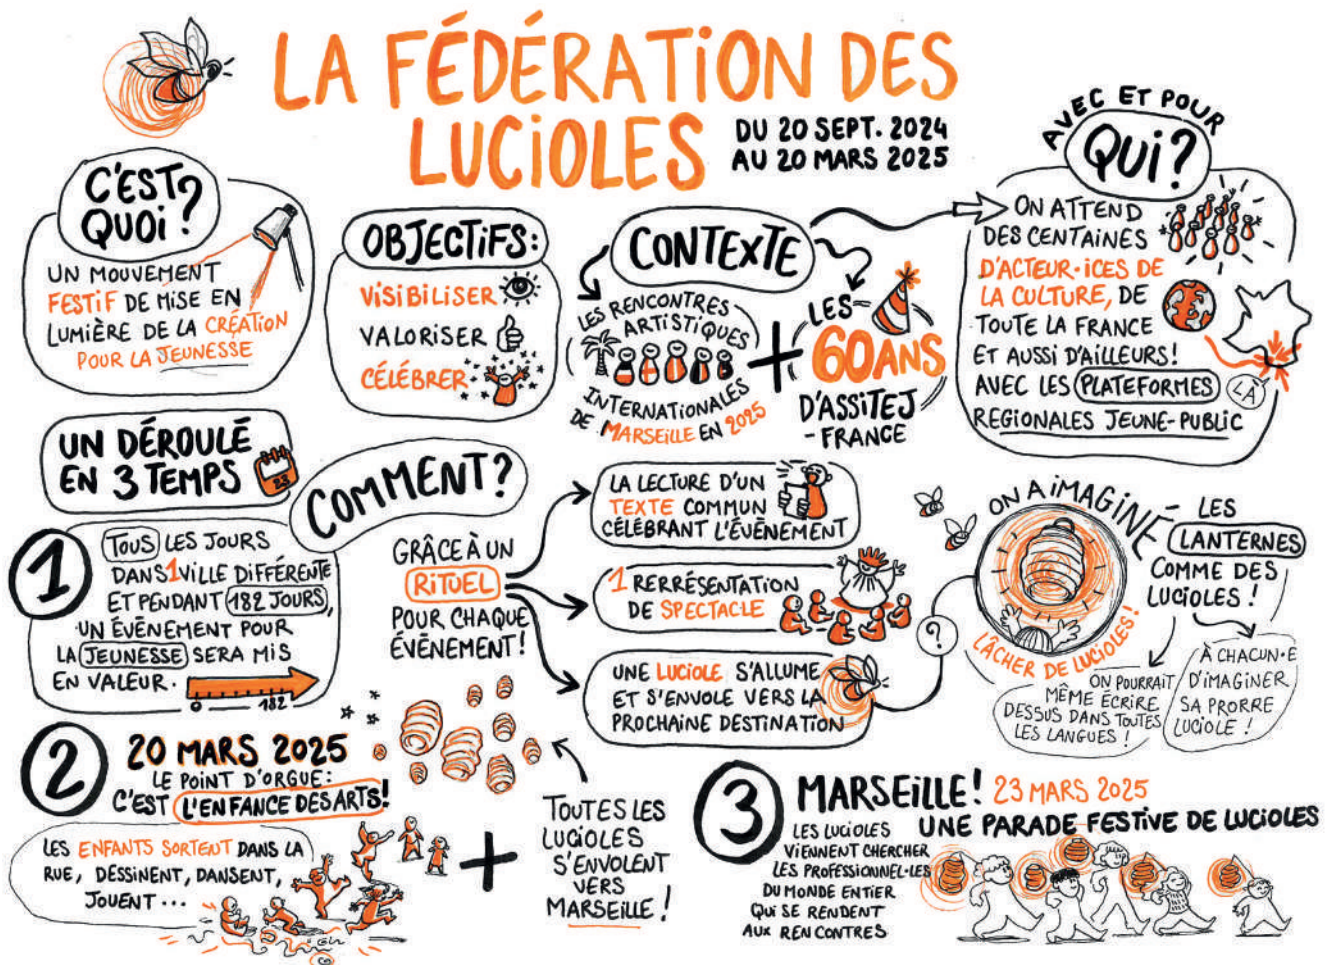 LA FÉDÉRATION DES
LUCIOLES
DU 20 SEPT. 2024
AU 20 MARS 2025
C'EST
QUOI ?
UN MOUVEMENT
FESTIF DE MISE EN
LUMIÈRE DE LA CRÉATION
POUR LA JEUNESSE
OBJECTIFS:
VISIBILISER
VALORISER
CÉLÉBRER
CONTEXTE
LES RENCONTRES
ARTISTIQUES
INTERNATIONALES
DE MARSEILLE EN 2025
+
LES
60 ANS
D'ASSITEJ
-FRANCE
AVEC ET POUR
QUI ?
ON ATTEND
DES CENTAINES
D'ACTEUR·ICES DE
LA CULTURE, DE
TOUTE LA FRANCE
ET AUSSI D'AILLEURS !
AVEC LES PLATEFORMES
REGIONALES JEUNE-PUBLIC
LÀ
UN DÉROULÉ
EN 3 TEMPS
23
COMMENT ?
1
TOUS LES JOURS
DANS 1 VILLE DIFFÉRENTE
ET PENDANT 182 JOURS,
UN ÉVÉNEMENT POUR
LA JEUNESSE SERA MIS
EN VALEUR.
0 182
GRÂCE À UN
RITUEL
POUR CHAQUE
ÉVÉNEMENT !
LA LECTURE D'UN
TEXTE COMMUN
CÉLÉBRANT L'ÉVÉNEMENT
1 RERRÉSENTATION
DE SPECTACLE
UNE LUCIOLE S'ALLUME
ET S'ENVOLE VERS LA
PROCHAINE DESTINATION
?
ON A IMAGINÉ
LES
LANTERNES
COMME DES
LUCIOLES !
LÂCHER DE LUCIOLES !
ON POURRAIT
MÊME ÉCRIRE
DESSUS DANS TOUTES
LES LANGUES !
À CHACUN·E
D'IMAGINER
SA PRORRE
LUCIOLE !
2
20 MARS 2025
LE POINT D'ORGUE :
C'EST L'ENFANCE DES ARTS !
LES ENFANTS SORTENT DANS LA
RUE, DESSINENT, DANSENT,
JOUENT ...
+
TOUTES LES
LUCIOLES
S'ENVOLENT
VERS
MARSEILLE !
3
MARSEILLE ! 23 MARS 2025
UNE PARADE FESTIVE DE LUCIOLES
LES LUCIOLES
VIENNENT CHERCHER
LES PROFESSIONNEL·LES
DU MONDE ENTIER
QUI SE RENDENT
AUX RENCONTRES